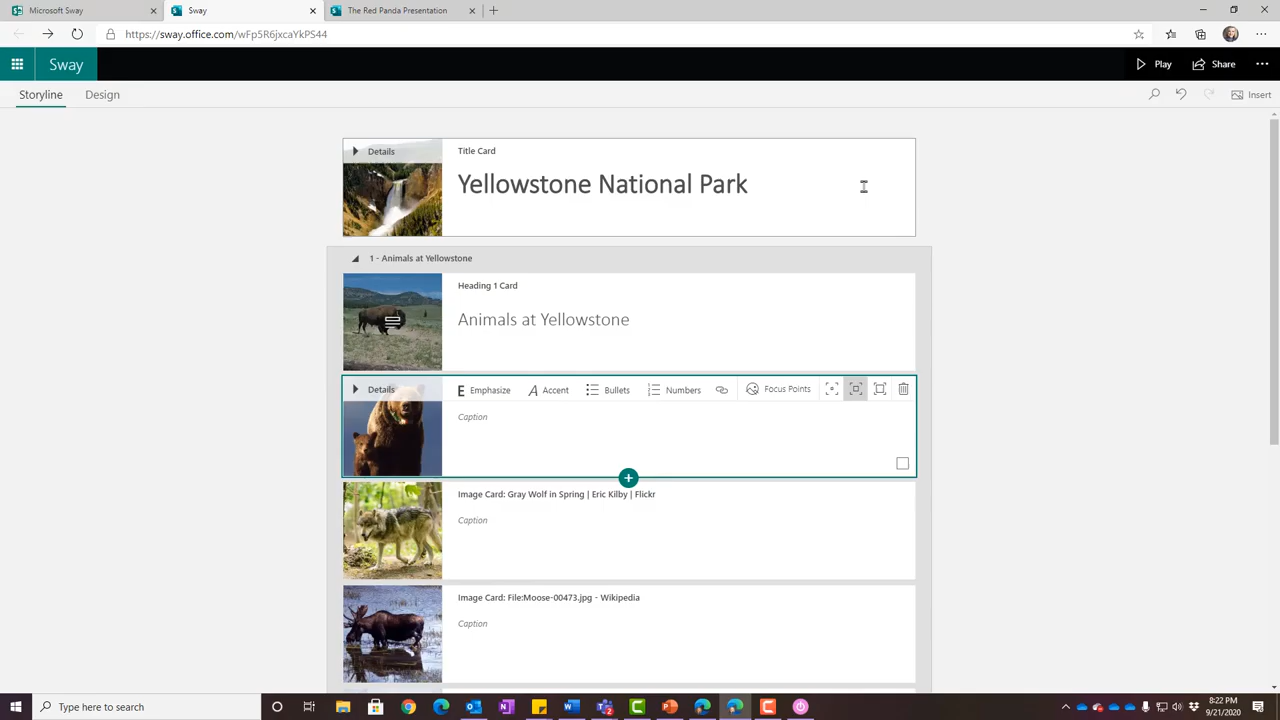 Microsoft Sway
Sway
The Red Panda Presentation
https://sway.office.com/wFp5R6jxcaYkPS44
Sway
Play
Share
Storyline
Design
Insert
Details
Title Card
Yellowstone National Park
1 - Animals at Yellowstone
Heading 1 Card
Animals at Yellowstone
Details
E Emphasize
A Accent
Bullets
Numbers
Focus Points
Caption
Image Card: Gray Wolf in Spring | Eric Kilby | Flickr
Caption
Image Card: File:Moose-00473.jpg - Wikipedia
Caption
Type here to search
8:22 PM
9/21/2020